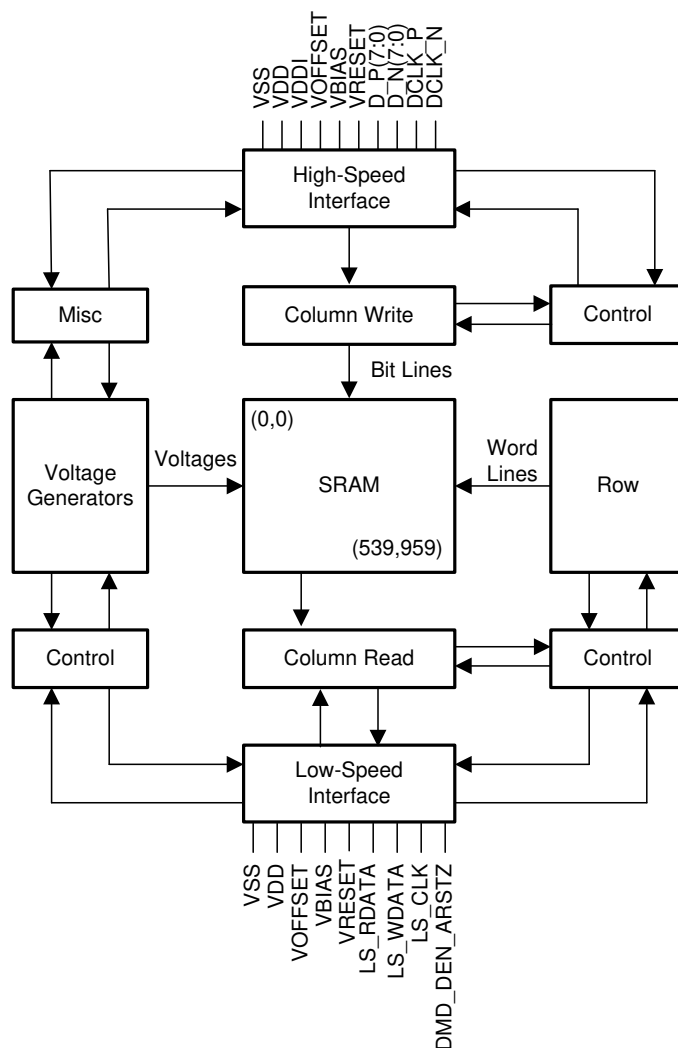 VSS
VDD
VDDI
VOFFSET
VBIAS
VRESET
D_P(7:0)
D_N(7:0)
DCLK_P
DCLK_N
High-Speed
Interface
Misc
Column Write
Control
Bit Lines
(0,0)
Voltage
Generators
Voltages
SRAM
Word
Lines
Row
(539,959)
Control
Column Read
Control
Low-Speed
Interface
VSS
VDD
VOFFSET
VBIAS
VRESET
LS_RDATA
LS_WDATA
LS_CLK
DMD_DEN_ARSTZ